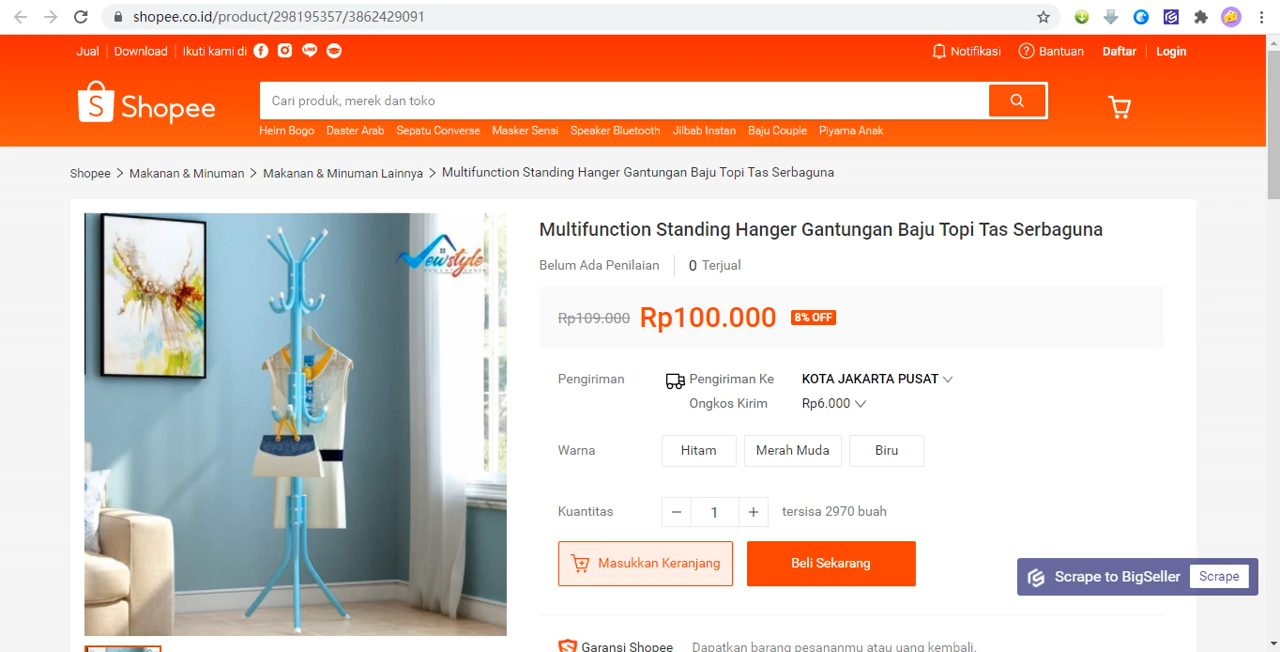 shopee.co.id/product/298195357/3862429091
Jual Download Ikuti kami di Notifikasi Bantuan Daftar Login
Shopee
Cari produk, merek dan toko
Helm Bogo Daster Arab Sepatu Converse Masker Sensi Speaker Bluetooth Jilbab Instan Baju Couple Piyama Anak
Shopee > Makanan & Minuman > Makanan & Minuman Lainnya > Multifunction Standing Hanger Gantungan Baju Topi Tas Serbaguna
Newstyle
Multifunction Standing Hanger Gantungan Baju Topi Tas Serbaguna
Belum Ada Penilaian 0 Terjual
Rp109.000 Rp100.000 8% OFF
Pengiriman Pengiriman Ke KOTA JAKARTA PUSAT
Ongkos Kirim Rp6.000
Warna Hitam Merah Muda Biru
Kuantitas − 1 + tersisa 2970 buah
Masukkan Keranjang Beli Sekarang
Scrape to BigSeller Scrape
Garansi Shopee Dapatkan barang pesananmu atau uang kembali.